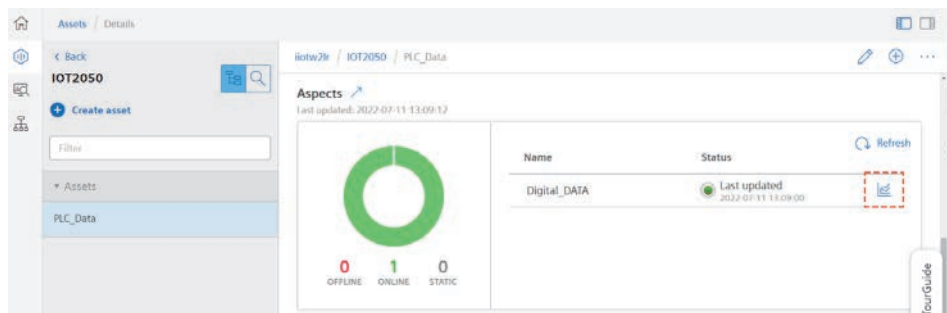 Assets / Details
< Back
IOT2050
Create asset
Filter
Assets
PLC_Data
iiotw2lr / IOT2050 / PLC_Data
Aspects
Last updated: 2022-07-11 13:09:12
0 1 0
OFFLINE ONLINE STATIC
Refresh
Name Status
Digital_DATA Last updated
2022-07-11 13:09:00
YourGuide